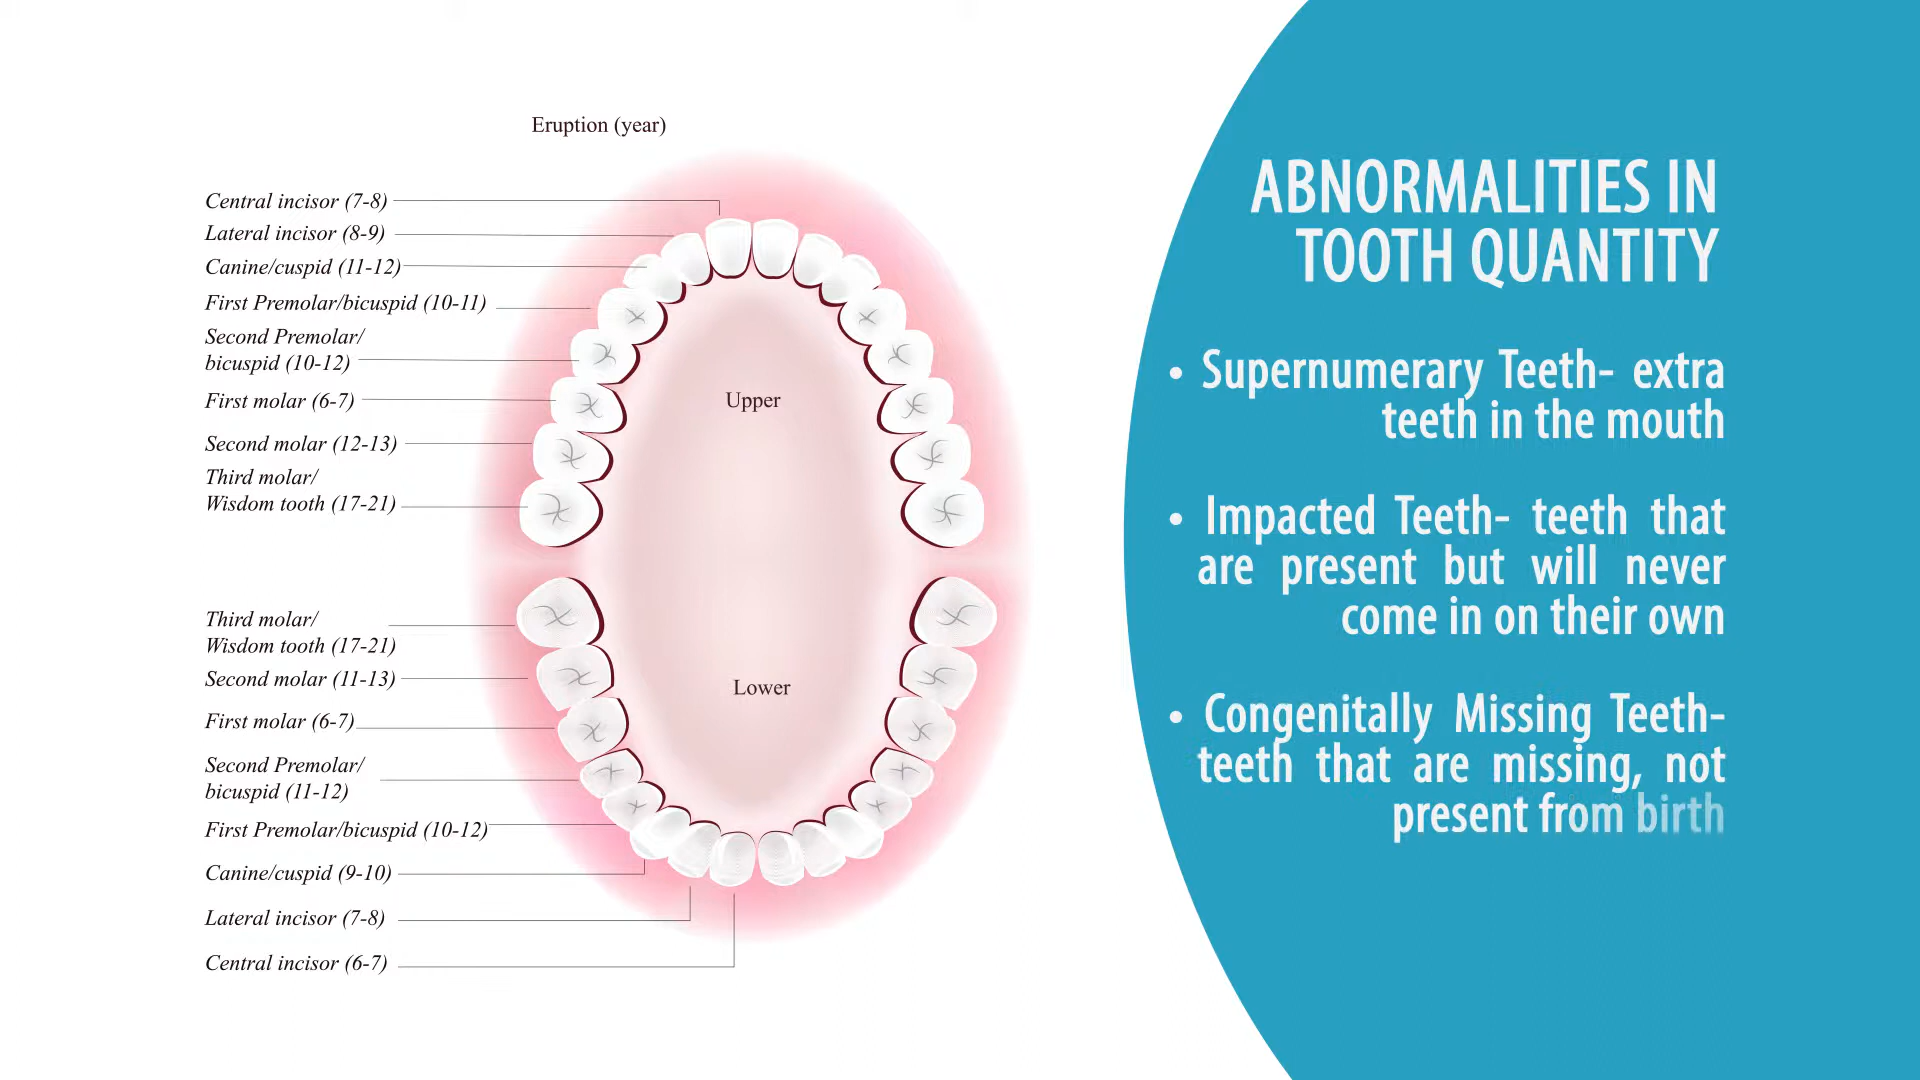 Eruption (year)
Central incisor (7-8)
Lateral incisor (8-9)
Canine/cuspid (11-12)
First Premolar/bicuspid (10-11)
Second Premolar/
bicuspid (10-12)
First molar (6-7)
Second molar (12-13)
Third molar/
Wisdom tooth (17-21)
Upper
Third molar/
Wisdom tooth (17-21)
Second molar (11-13)
First molar (6-7)
Second Premolar/
bicuspid (11-12)
First Premolar/bicuspid (10-12)
Canine/cuspid (9-10)
Lateral incisor (7-8)
Central incisor (6-7)
Lower
ABNORMALITIES IN
TOOTH QUANTITY
• Supernumerary Teeth- extra
teeth in the mouth
• Impacted Teeth- teeth that
are present but will never
come in on their own
• Congenitally Missing Teeth-
teeth that are missing, not
present from birth